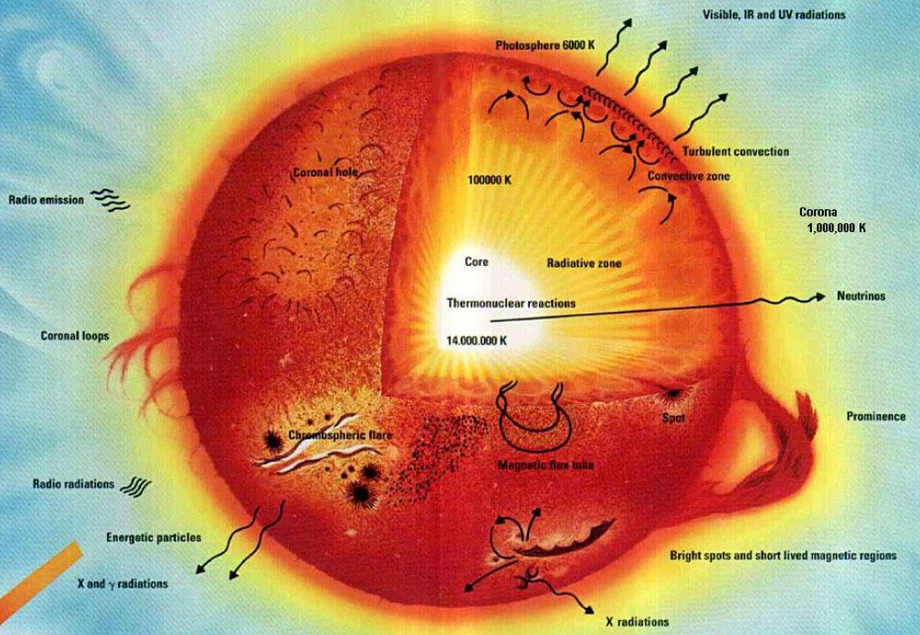 Visible, IR and UV radiations
Photosphere 6000 K
Turbulent convection
Coronal hole
Convective zone
100000 K
Radio emission
Corona
1,000,000 K
Core
Radiative zone
Neutrinos
Thermonuclear reactions
Coronal loops
14.000.000 K
Spot
Prominence
Chromospheric flare
Magnetic flux tube
Radio radiations
Energetic particles
Bright spots and short lived magnetic regions
X and γ radiations
X radiations